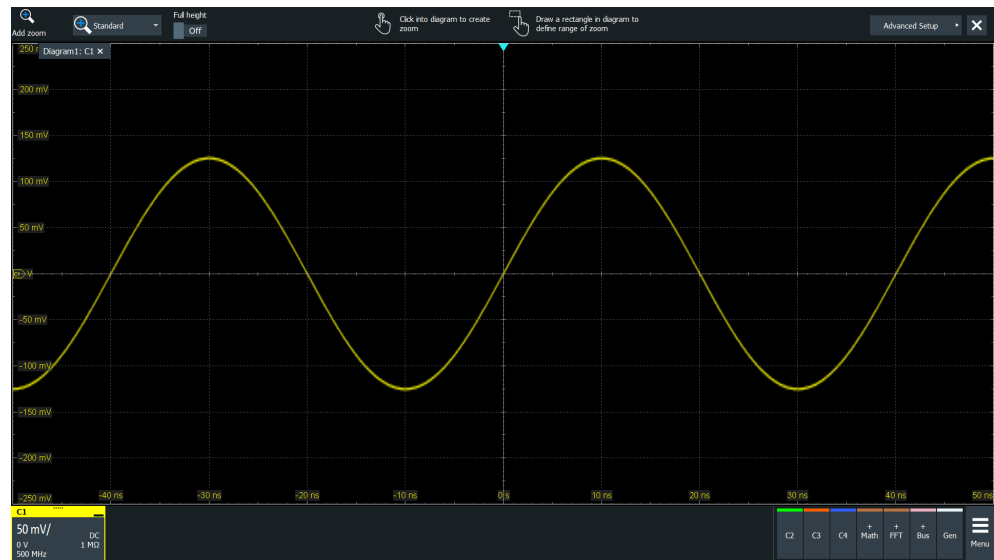 Add zoom
Standard
Full height
Off
Click into diagram to create
zoom
Draw a rectangle in diagram to
define range of zoom
Advanced Setup
Diagram1: C1
200 mV
150 mV
100 mV
50 mV
C1
V
-50 mV
-100 mV
-150 mV
-200 mV
-250 mV
-40 ns
-30 ns
-20 ns
-10 ns
0 s
10 ns
20 ns
30 ns
40 ns
50 ns
C1
50 mV/
DC
0 V
1 MΩ
500 MHz
C2
C3
C4
+
Math
+
FFT
+
Bus
Gen
Menu